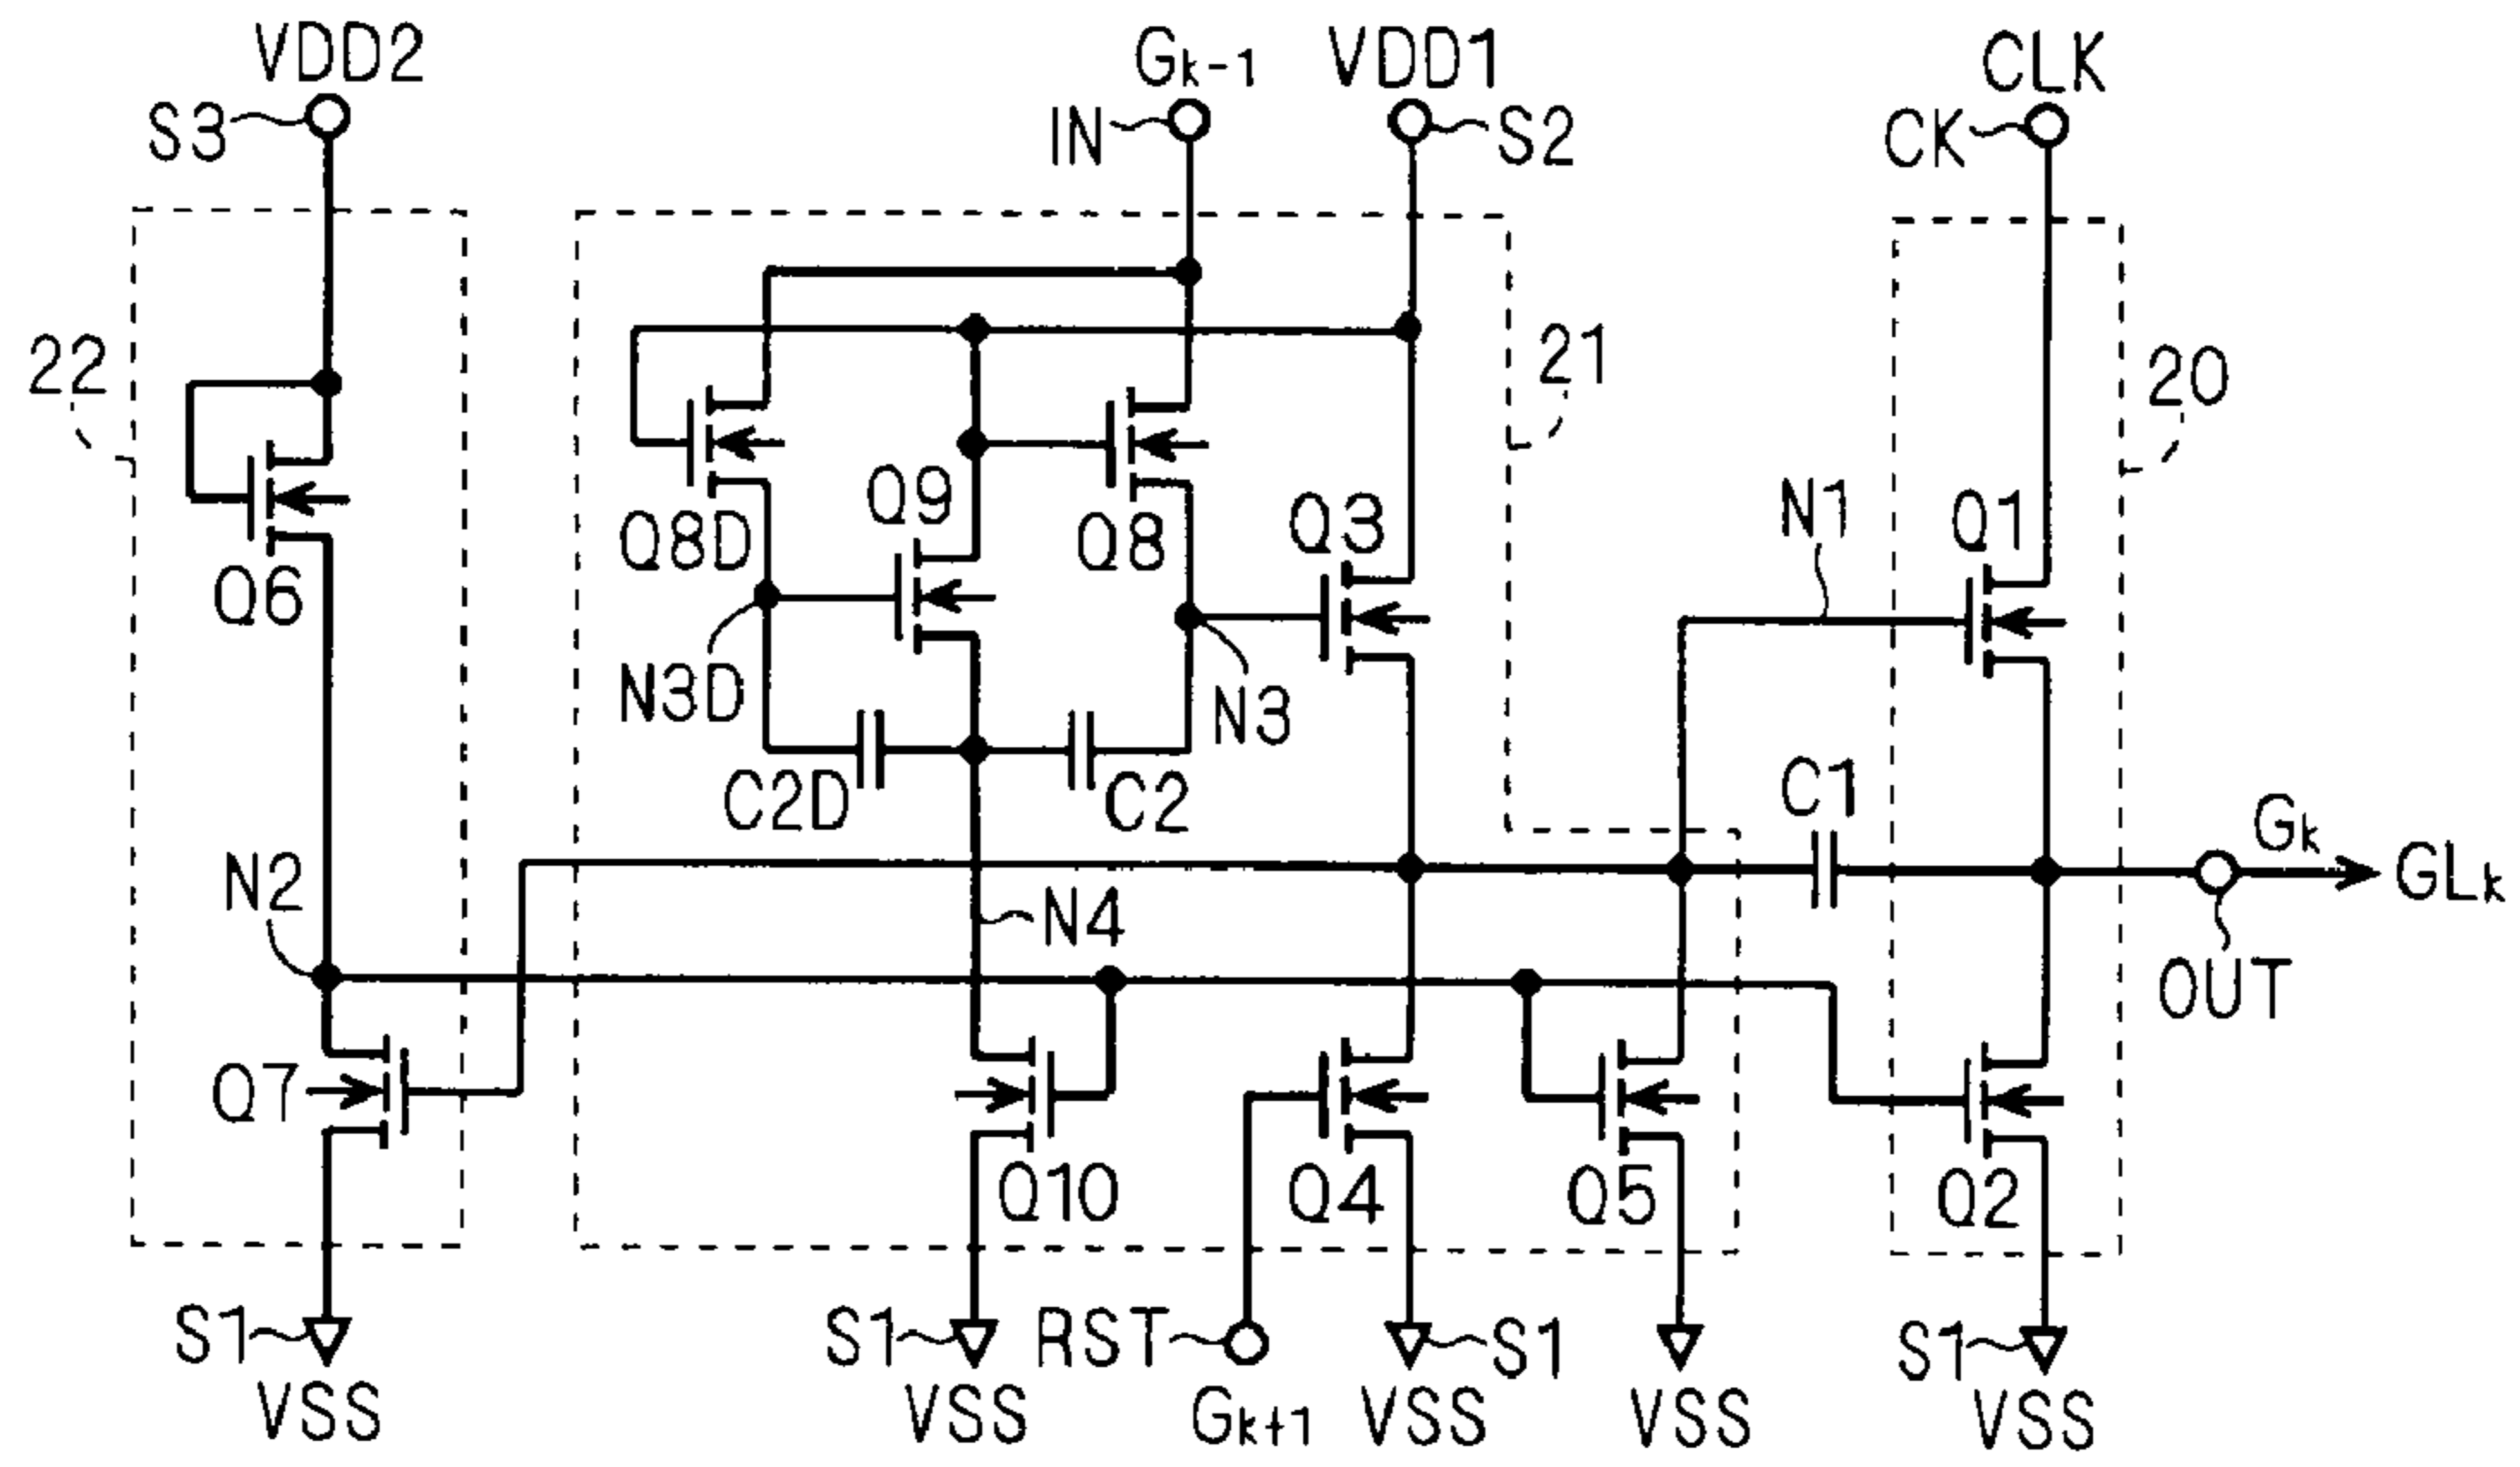 VDD2
Gk-1
VDD1
CLK
S3
IN
S2
CK
22
21
20
Q9
Q8D
Q8
Q3
N1
Q1
Q6
N3D
N3
C2D
C2
C1
Gk
GLk
N2
N4
OUT
Q7
Q10
Q4
Q5
Q2
S1
S1
RST
S1
S1
VSS
VSS
Gk+1
VSS
VSS
VSS